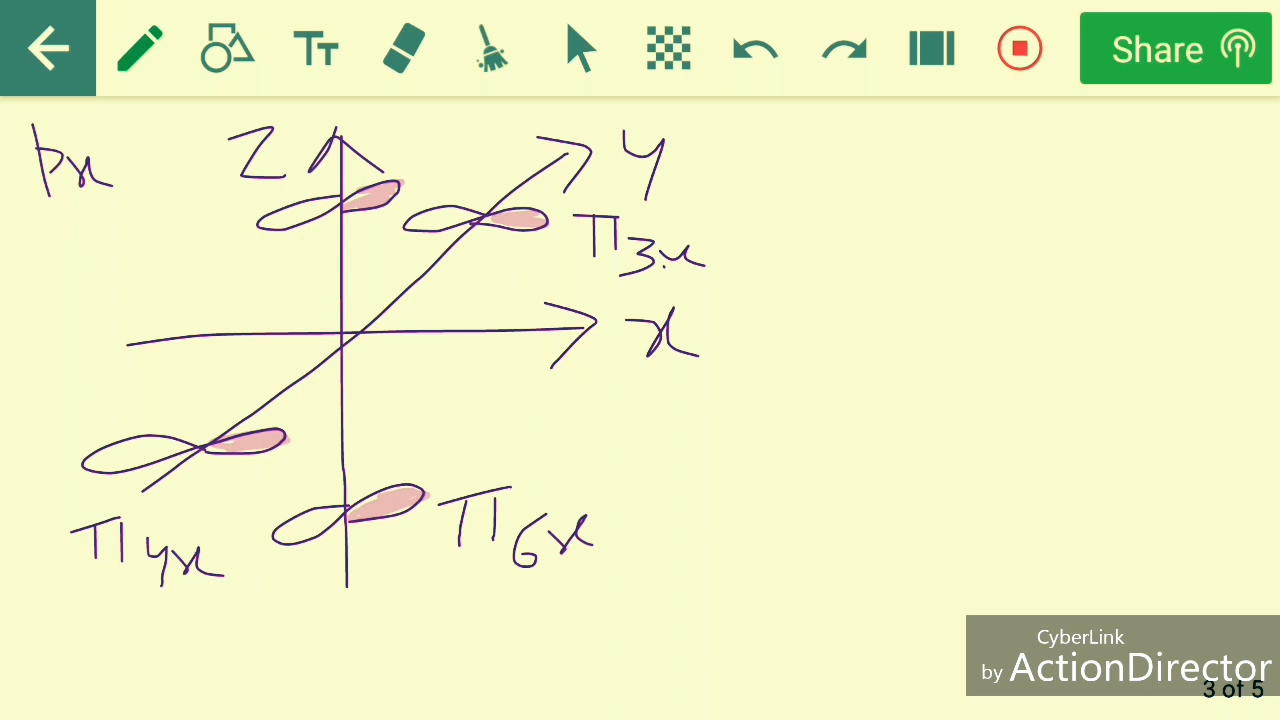 Share
px
Z
y
π3x
x
π4x
π6x
CyberLink
by ActionDirector
3 of 5